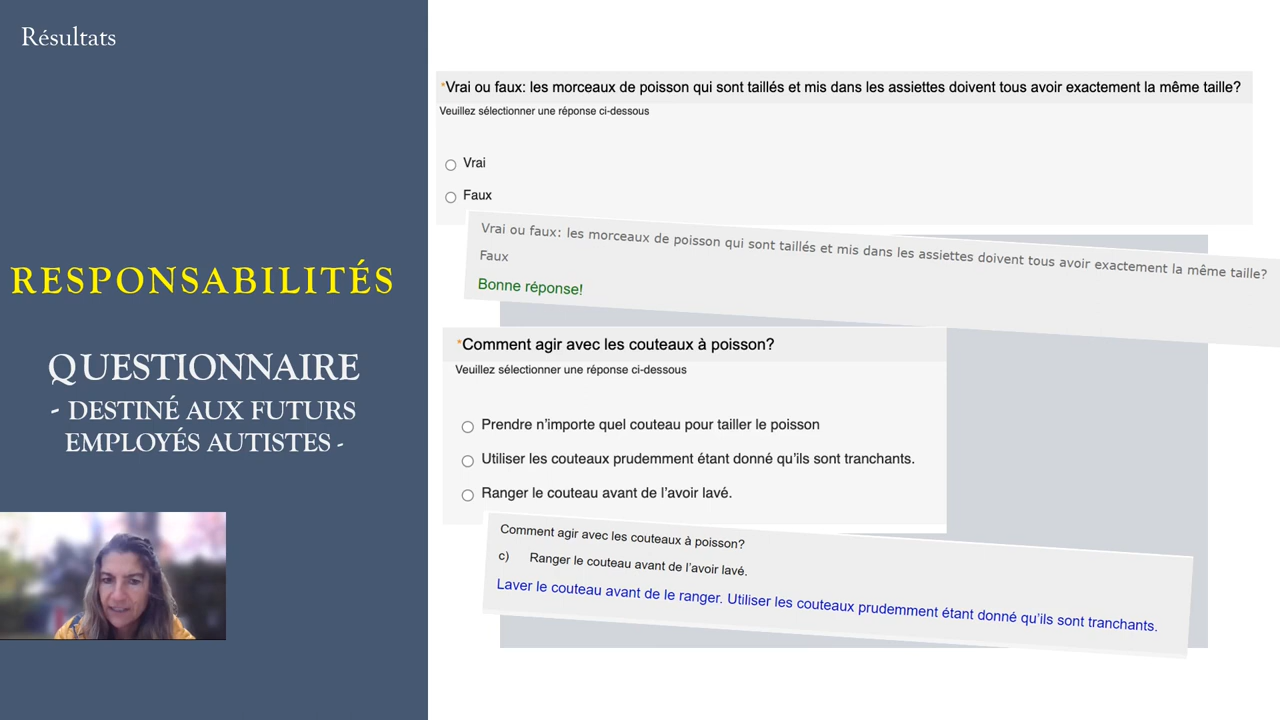 Résultats
RESPONSABILITÉS
QUESTIONNAIRE
- DESTINÉ AUX FUTURS
EMPLOYÉS AUTISTES -
*Vrai ou faux: les morceaux de poisson qui sont taillés et mis dans les assiettes doivent tous avoir exactement la même taille?
Veuillez sélectionner une réponse ci-dessous
Vrai
Faux
Vrai ou faux: les morceaux de poisson qui sont taillés et mis dans les assiettes doivent tous avoir exactement la même taille?
Faux
Bonne réponse!
*Comment agir avec les couteaux à poisson?
Veuillez sélectionner une réponse ci-dessous
Prendre n'importe quel couteau pour tailler le poisson
Utiliser les couteaux prudemment étant donné qu'ils sont tranchants.
Ranger le couteau avant de l'avoir lavé.
Comment agir avec les couteaux à poisson?
c) Ranger le couteau avant de l'avoir lavé.
Laver le couteau avant de le ranger. Utiliser les couteaux prudemment étant donné qu'ils sont tranchants.